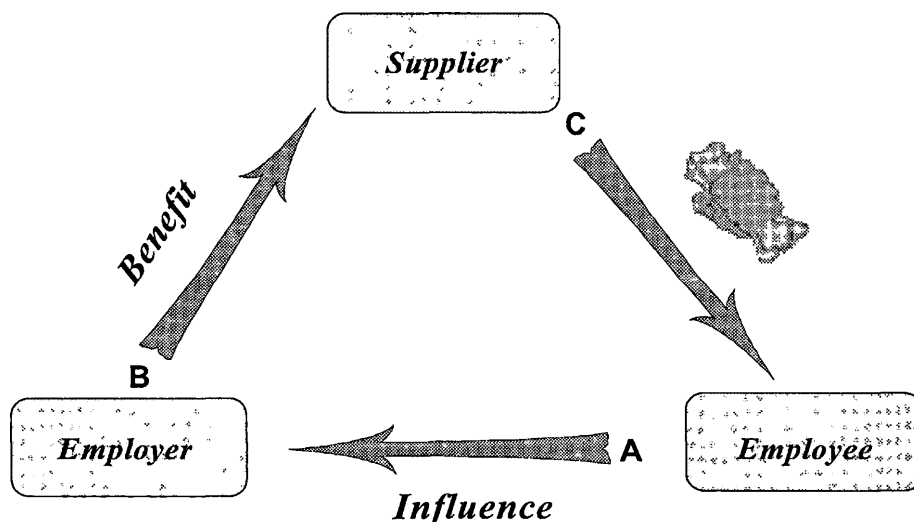 Supplier
C
Benefit
B
Employer
A
Employee
Influence